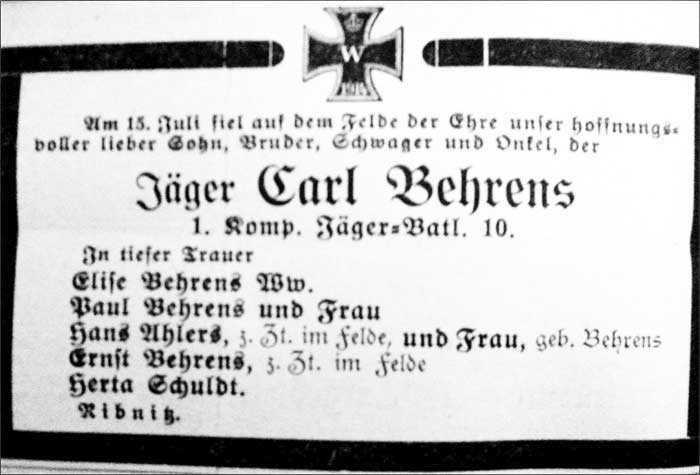 W
1914
Am 15. Juli fiel auf dem Felde der Ehre unser hoffnungs-
voller lieber Sohn, Bruder, Schwager und Onkel, der
Jäger Carl Behrens
1. Komp. Jäger-Batl. 10.
In tiefer Trauer
Elise Behrens Ww.
Paul Behrens und Frau
Hans Ahlers, z. Zt. im Felde, und Frau, geb. Behrens
Ernst Behrens, z. Zt. im Felde
Herta Schuldt.
Ribnitz.